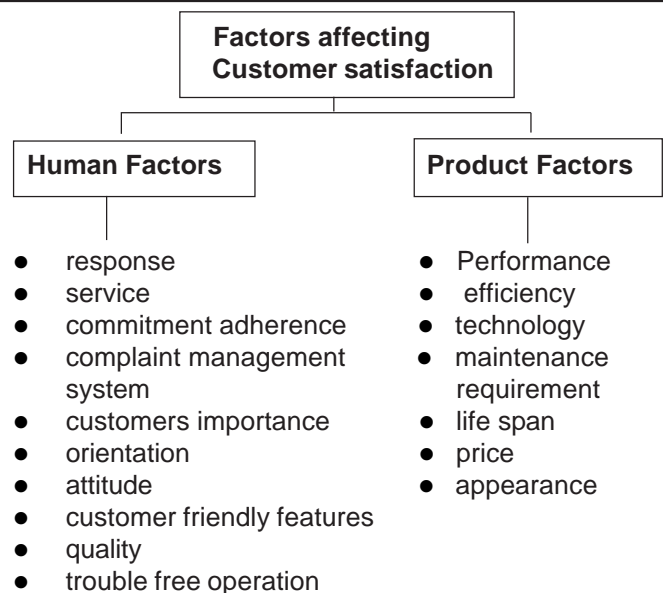 Factors affecting
Customer satisfaction
Human Factors
● response
● service
● commitment adherence
● complaint management
system
● customers importance
● orientation
● attitude
● customer friendly features
● quality
● trouble free operation
Product Factors
● Performance
● efficiency
● technology
● maintenance
requirement
● life span
● price
● appearance